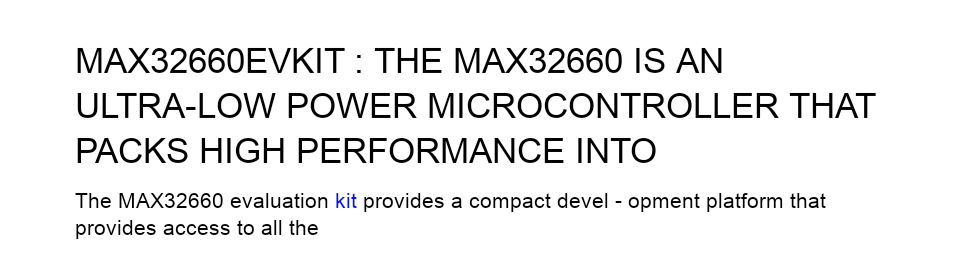 MAX32660EVKIT : THE MAX32660 IS AN
ULTRA-LOW POWER MICROCONTROLLER THAT
PACKS HIGH PERFORMANCE INTO
The MAX32660 evaluation kit provides a compact devel - opment platform that
provides access to all the